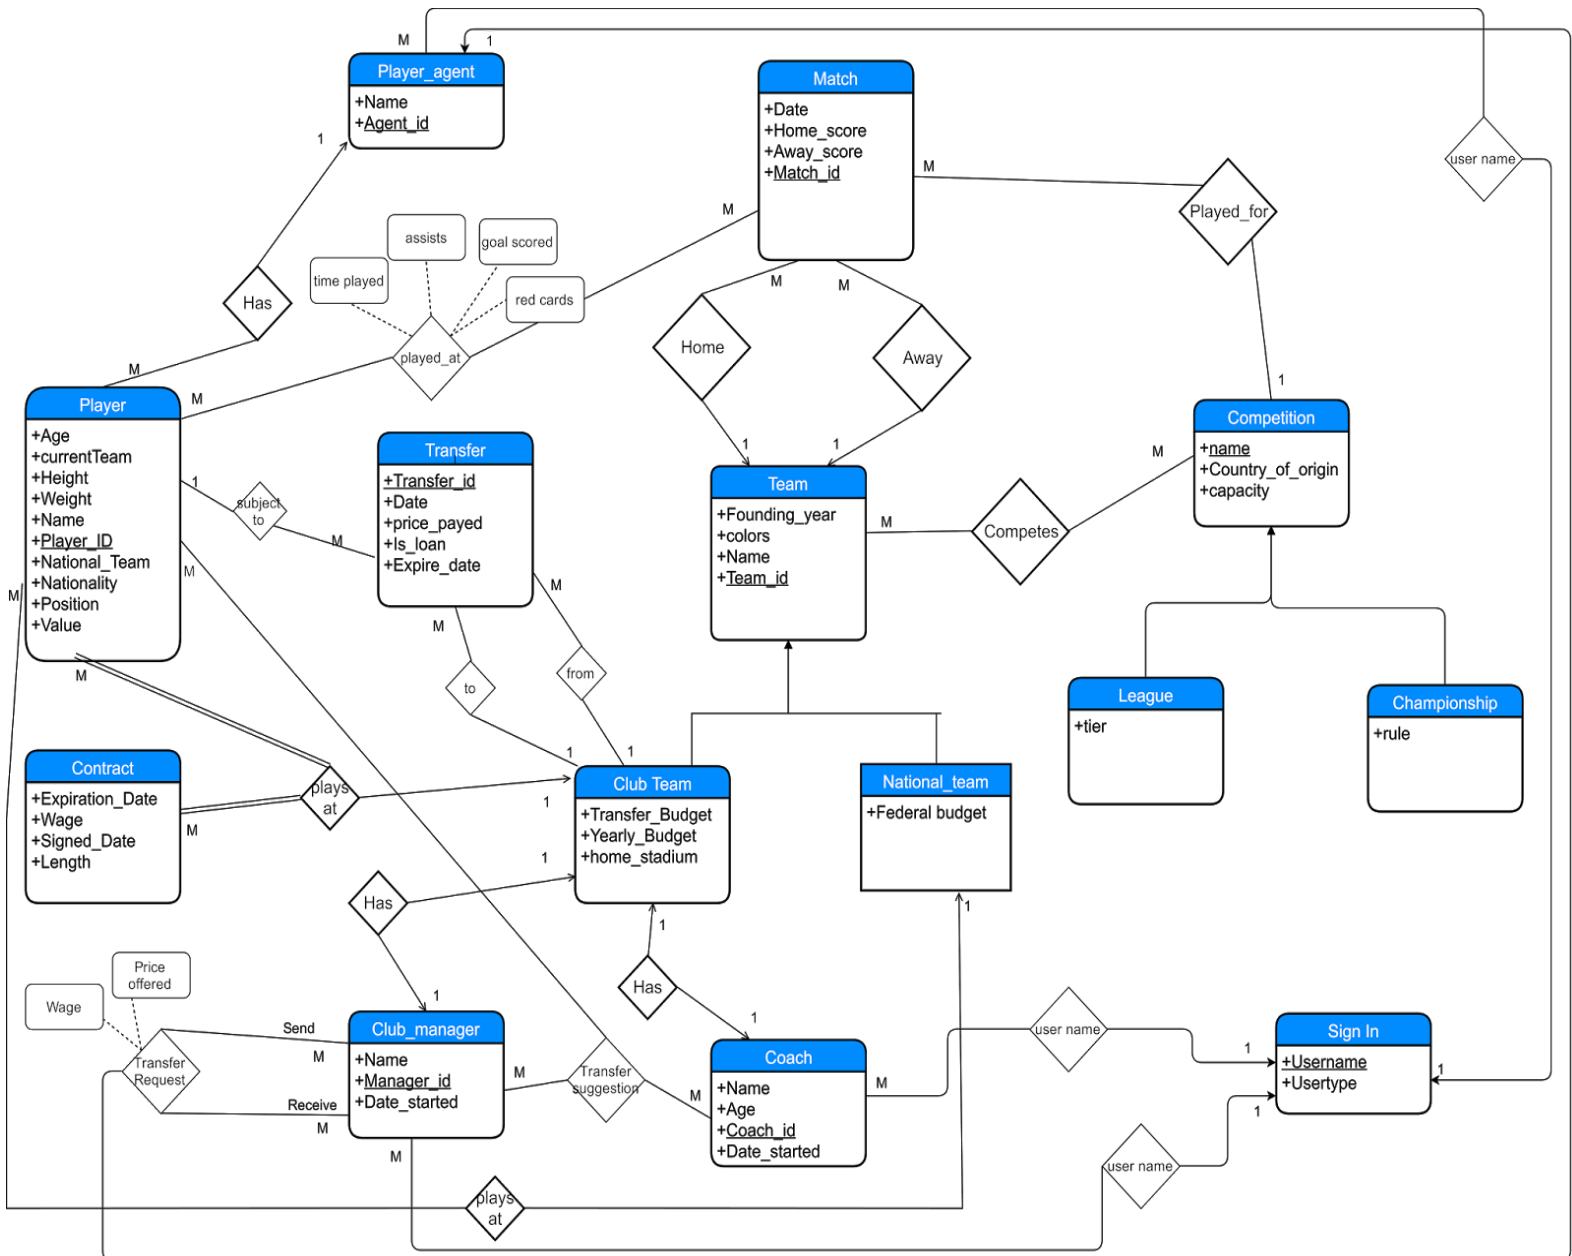 M
1
Player_agent
+Name
+Agent_id
1
Has
M
Match
+Date
+Home_score
+Away_score
+Match_id
M
M
M
M
Played_for
1
user name
assists
goal scored
time played
red cards
played_at
M
Home
Away
1
1
Player
+Age
+currentTeam
+Height
+Weight
+Name
+Player_ID
+National_Team
+Nationality
+Position
+Value
1
subject
to
M
M
M
M
Transfer
+Transfer_id
+Date
+price_payed
+Is_loan
+Expire_date
M
M
to
from
1
1
Team
+Founding_year
+colors
+Name
+Team_id
M
Competes
M
Competition
+name
+Country_of_origin
+capacity
League
+tier
Championship
+rule
Contract
+Expiration_Date
+Wage
+Signed_Date
+Length
M
plays
at
1
Club Team
+Transfer_Budget
+Yearly_Budget
+home_stadium
National_team
+Federal budget
1
Has
1
1
1
Has
1
Price
offered
Wage
Transfer
Request
Send
M
Receive
M
Club_manager
+Name
+Manager_id
+Date_started
M
M
Transfer
suggestion
M
Coach
+Name
+Age
+Coach_id
+Date_started
M
user name
1
Sign In
+Username
+Usertype
1
1
user name
plays
at